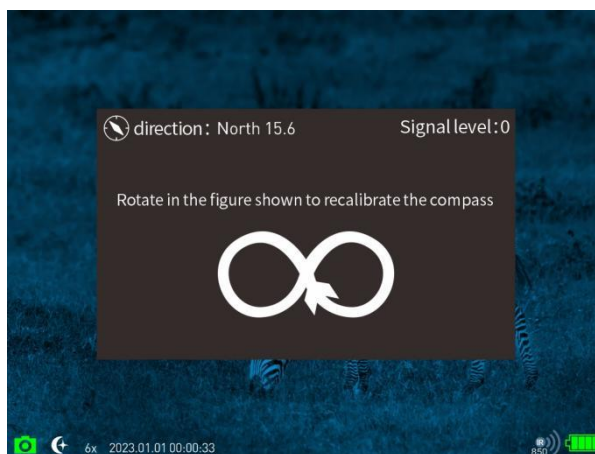 direction: North 15.6 Signal level:0
Rotate in the figure shown to recalibrate the compass
6x 2023.01.01 00:00:33
IR
850